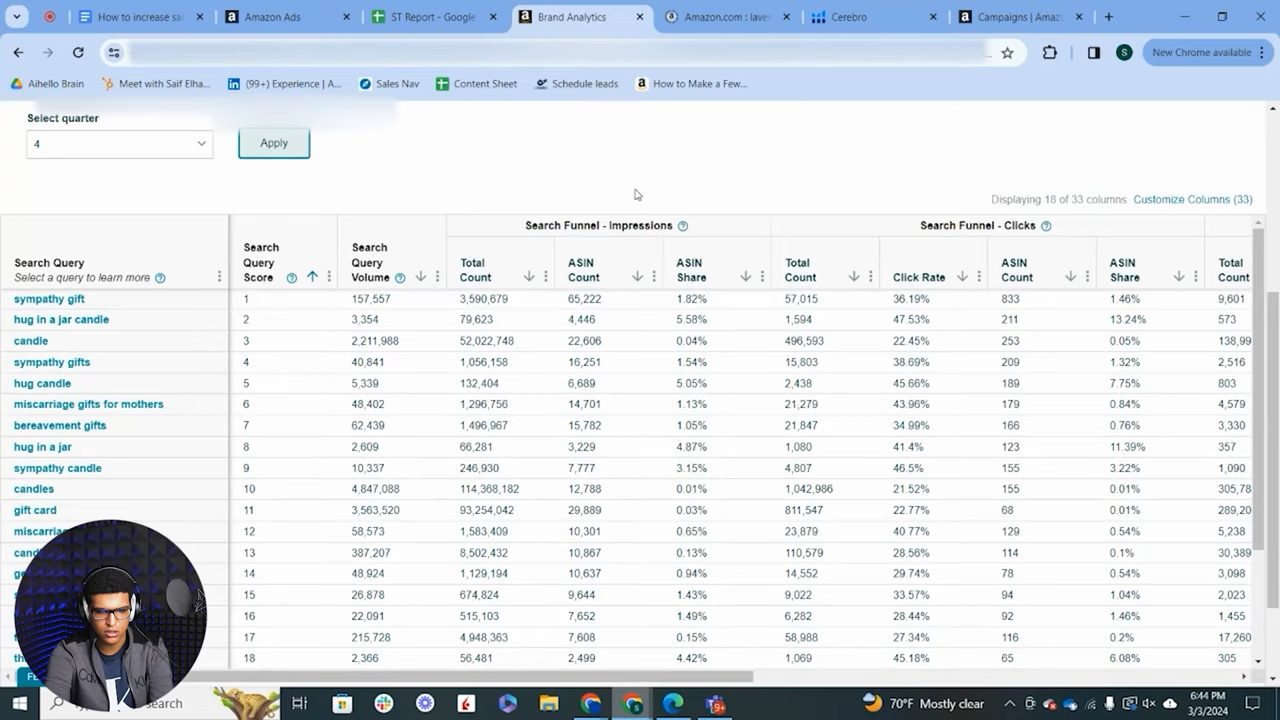 How to increase sal
Amazon Ads
ST Report - Google
Brand Analytics
Amazon.com : lave
Cerebro
Campaigns | Amaz
S
New Chrome available
Aihello Brain
Meet with Saif Elha...
(99+) Experience | A...
Sales Nav
Content Sheet
Schedule leads
How to Make a Few...
Select quarter
4
Apply
Displaying 18 of 33 columns Customize Columns (33)
Search Funnel - Impressions
Search Funnel - Clicks
Search Query
Select a query to learn more
Search Query Score
Search Query Volume
Total Count
ASIN Count
ASIN Share
Total Count
Click Rate
ASIN Count
ASIN Share
Total Count
sympathy gift 1 157,557 3,590,679 65,222 1.82% 57,015 36.19% 833 1.46% 9,601
hug in a jar candle 2 3,354 79,623 4,446 5.58% 1,594 47.53% 211 13.24% 573
candle 3 2,211,988 52,022,748 22,606 0.04% 496,593 22.45% 253 0.05% 138,99
sympathy gifts 4 40,841 1,056,158 16,251 1.54% 15,803 38.69% 209 1.32% 2,516
hug candle 5 5,339 132,404 6,689 5.05% 2,438 45.66% 189 7.75% 803
miscarriage gifts for mothers 6 48,402 1,296,756 14,701 1.13% 21,279 43.96% 179 0.84% 4,579
bereavement gifts 7 62,439 1,496,967 15,782 1.05% 21,847 34.99% 166 0.76% 3,330
hug in a jar 8 2,609 66,281 3,229 4.87% 1,080 41.4% 123 11.39% 357
sympathy candle 9 10,337 246,930 7,777 3.15% 4,807 46.5% 155 3.22% 1,090
candles 10 4,847,088 114,368,182 12,788 0.01% 1,042,986 21.52% 155 0.01% 305,78
gift card 11 3,563,520 93,254,042 29,889 0.03% 811,547 22.77% 68 0.01% 289,20
miscarria 12 58,573 1,583,409 10,301 0.65% 23,879 40.77% 129 0.54% 5,238
cand 13 387,207 8,502,432 10,867 0.13% 110,579 28.56% 114 0.1% 30,389
ge 14 48,924 1,129,194 10,637 0.94% 14,552 29.74% 78 0.54% 3,098
15 26,878 674,824 9,644 1.43% 9,022 33.57% 94 1.04% 2,023
16 22,091 515,103 7,652 1.49% 6,282 28.44% 92 1.46% 1,455
17 215,728 4,948,363 7,608 0.15% 58,988 27.34% 116 0.2% 17,260
th 18 2,366 56,481 2,499 4.42% 1,069 45.18% 65 6.08% 305
search
70°F Mostly clear
6:44 PM
3/3/2024